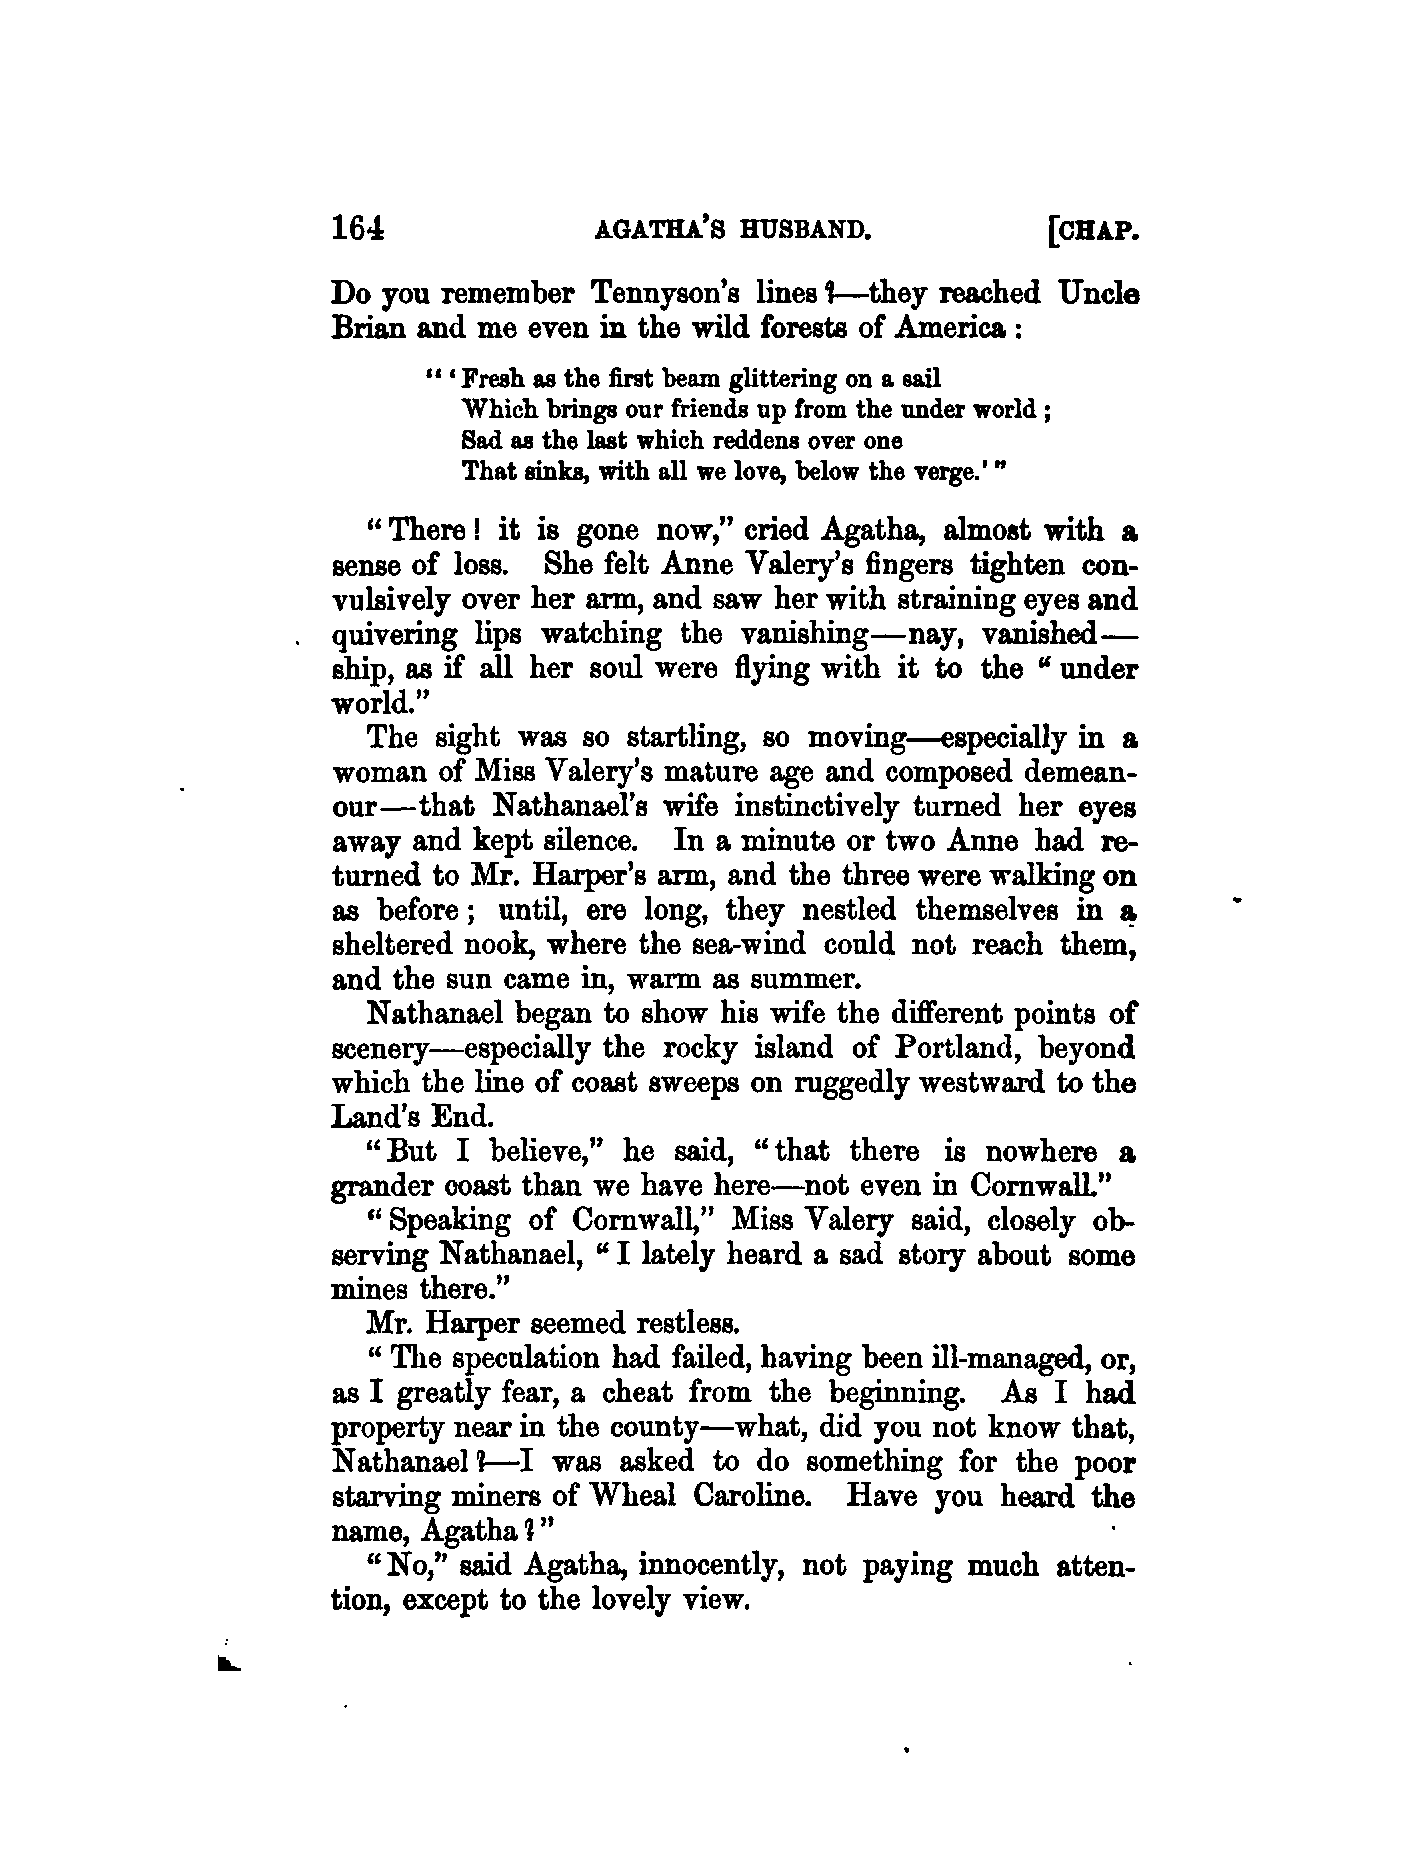 164 AGATHA'S HUSBAND. [CHAP.
Do you remember Tennyson's lines?—they reached Uncle
Brian and me even in the wild forests of America:
"'Fresh as the first beam glittering on a sail
Which brings our friends up from the under world;
Sad as the last which reddens over one
That sinks, with all we love, below the verge.'"
"There! it is gone now," cried Agatha, almost with a
sense of loss. She felt Anne Valery's fingers tighten con-
vulsively over her arm, and saw her with straining eyes and
quivering lips watching the vanishing—nay, vanished—
ship, as if all her soul were flying with it to the "under
world."
The sight was so startling, so moving—especially in a
woman of Miss Valery's mature age and composed demean-
our—that Nathanael's wife instinctively turned her eyes
away and kept silence. In a minute or two Anne had re-
turned to Mr. Harper's arm, and the three were walking on
as before; until, ere long, they nestled themselves in a
sheltered nook, where the sea-wind could not reach them,
and the sun came in, warm as summer.
Nathanael began to show his wife the different points of
scenery—especially the rocky island of Portland, beyond
which the line of coast sweeps on ruggedly westward to the
Land's End.
"But I believe," he said, "that there is nowhere a
grander coast than we have here—not even in Cornwall."
"Speaking of Cornwall," Miss Valery said, closely ob-
serving Nathanael, "I lately heard a sad story about some
mines there."
Mr. Harper seemed restless.
"The speculation had failed, having been ill-managed, or,
as I greatly fear, a cheat from the beginning. As I had
property near in the county—what, did you not know that,
Nathanael?—I was asked to do something for the poor
starving miners of Wheal Caroline. Have you heard the
name, Agatha?"
"No," said Agatha, innocently, not paying much atten-
tion, except to the lovely view.